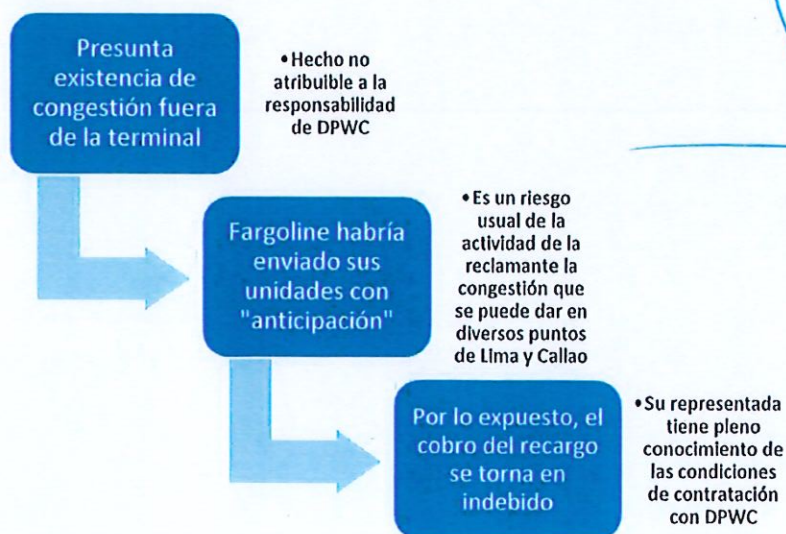 Presunta
existencia de
congestión fuera
de la terminal
•Hecho no
atribuible a la
responsabilidad
de DPWC
Fargoline habría
enviado sus
unidades con
"anticipación"
•Es un riesgo
usual de la
actividad de la
reclamante la
congestión que
se puede dar en
diversos puntos
de Lima y Callao
Por lo expuesto, el
cobro del recargo
se torna en
indebido
•Su representada
tiene pleno
conocimiento de
las condiciones
de contratación
con DPWC